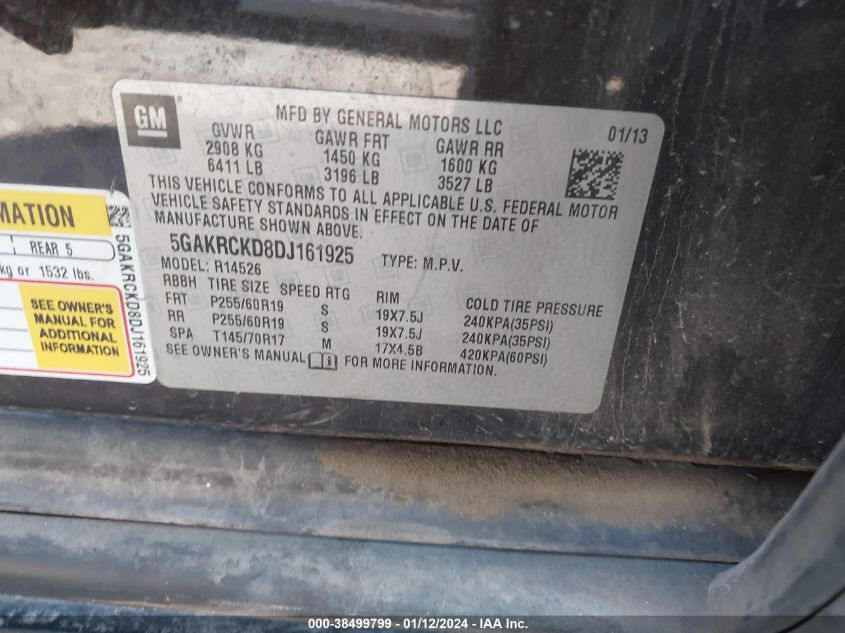 GM
MFD BY GENERAL MOTORS LLC
01/13
GVWR GAWR FRT GAWR RR
2908 KG 1450 KG 1600 KG
6411 LB 3196 LB 3527 LB
THIS VEHICLE CONFORMS TO ALL APPLICABLE U.S. FEDERAL MOTOR
VEHICLE SAFETY STANDARDS IN EFFECT ON THE DATE OF
MANUFACTURE SHOWN ABOVE.
5GAKRCKD8DJ161925 TYPE: M.P.V.
MODEL: R14526
RBBH TIRE SIZE SPEED RTG RIM COLD TIRE PRESSURE
FRT P255/60R19 S 19X7.5J 240KPA(35PSI)
RR P255/60R19 S 19X7.5J 240KPA(35PSI)
SPA T145/70R17 M 17X4.5B 420KPA(60PSI)
SEE OWNER'S MANUAL FOR MORE INFORMATION.
MATION
REAR 5
kg or 1532 lbs.
SEE OWNER'S
MANUAL FOR
ADDITIONAL
INFORMATION
5GAKRCKD8DJ161925
000-38499799 - 01/12/2024 - IAA Inc.